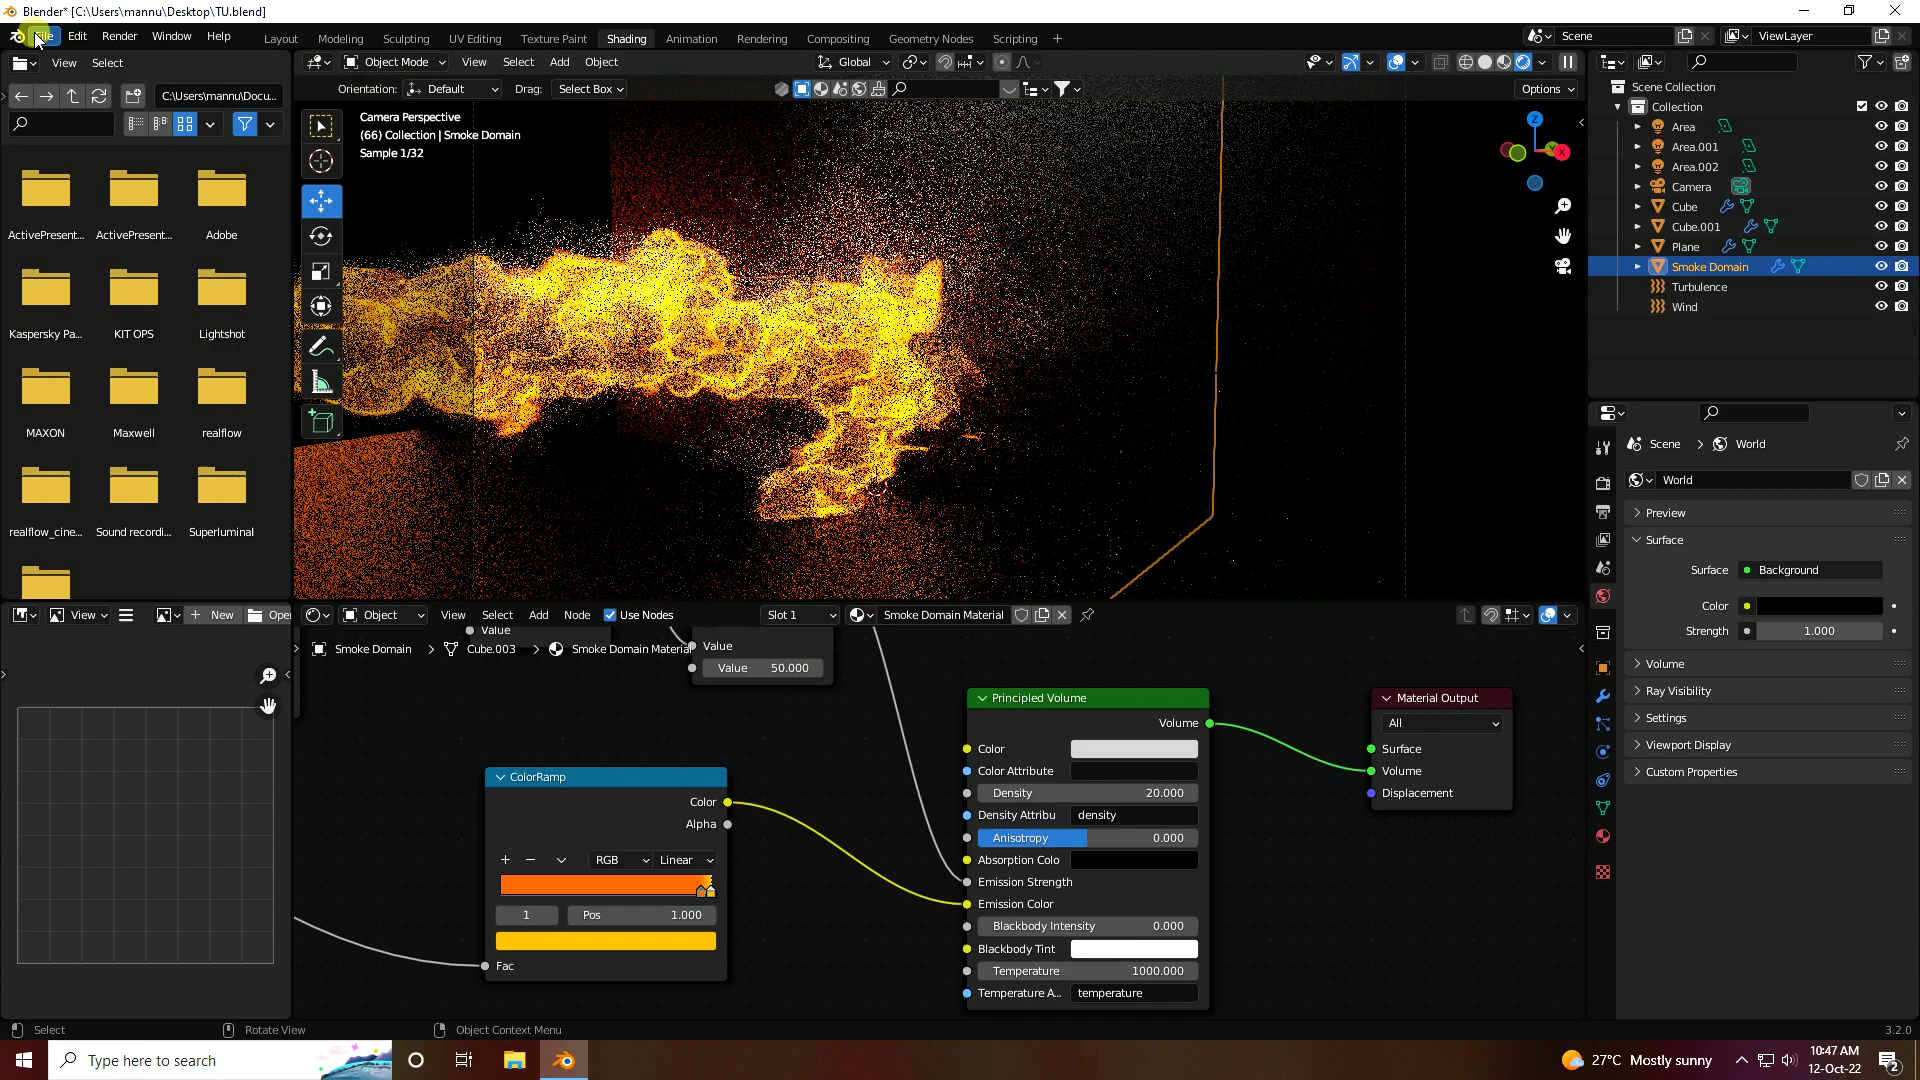 Blender* [C:\Users\mannu\Desktop\TU.blend]
File Edit Render Window Help
Layout Modeling Sculpting UV Editing Texture Paint Shading Animation Rendering Compositing Geometry Nodes Scripting +
Scene
ViewLayer
View Select
Object Mode View Select Add Object
Global
C:\Users\mannu\Docu...
Orientation: Default Drag: Select Box
Options
Camera Perspective
(66) Collection | Smoke Domain
Sample 1/32
ActivePresent... ActivePresent... Adobe
Kaspersky Pa... KIT OPS Lightshot
MAXON Maxwell realflow
realflow_cine... Sound recordi... Superluminal
Z
X
Scene Collection
Collection
Area
Area.001
Area.002
Camera
Cube
Cube.001
Plane
Smoke Domain
Turbulence
Wind
Scene > World
World
Preview
Surface
Surface Background
Color
Strength 1.000
Volume
Ray Visibility
Settings
Viewport Display
Custom Properties
View + New Ope
Object View Select Add Node Use Nodes Slot 1 Smoke Domain Material
Value
Smoke Domain > Cube.003 > Smoke Domain Material
Value
Value 50.000
ColorRamp
Color
Alpha
+ − RGB Linear
1 Pos 1.000
Fac
Principled Volume
Volume
Color
Color Attribute
Density 20.000
Density Attribu density
Anisotropy 0.000
Absorption Colo
Emission Strength
Emission Color
Blackbody Intensity 0.000
Blackbody Tint
Temperature 1000.000
Temperature A... temperature
Material Output
All
Surface
Volume
Displacement
Select Rotate View Object Context Menu 3.2.0
Type here to search
27°C Mostly sunny
10:47 AM
12-Oct-22
2